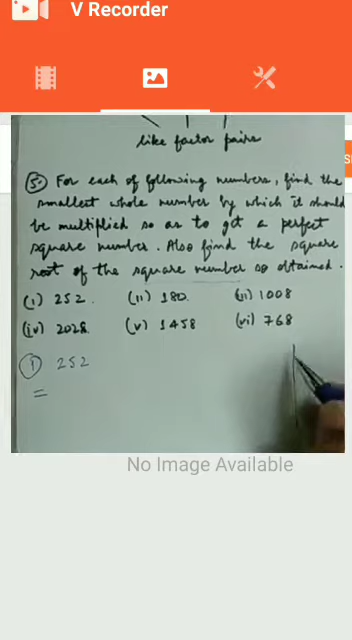 V Recorder
like factor pairs
5. For each of following numbers, find the
smallest whole number by which it should
be multiplied so as to get a perfect
square number. Also find the square
root of the square number so obtained.
(i) 252. (ii) 180. (iii) 1008
(iv) 2028. (v) 1458 (vi) 768
(i) 252
=
No Image Available